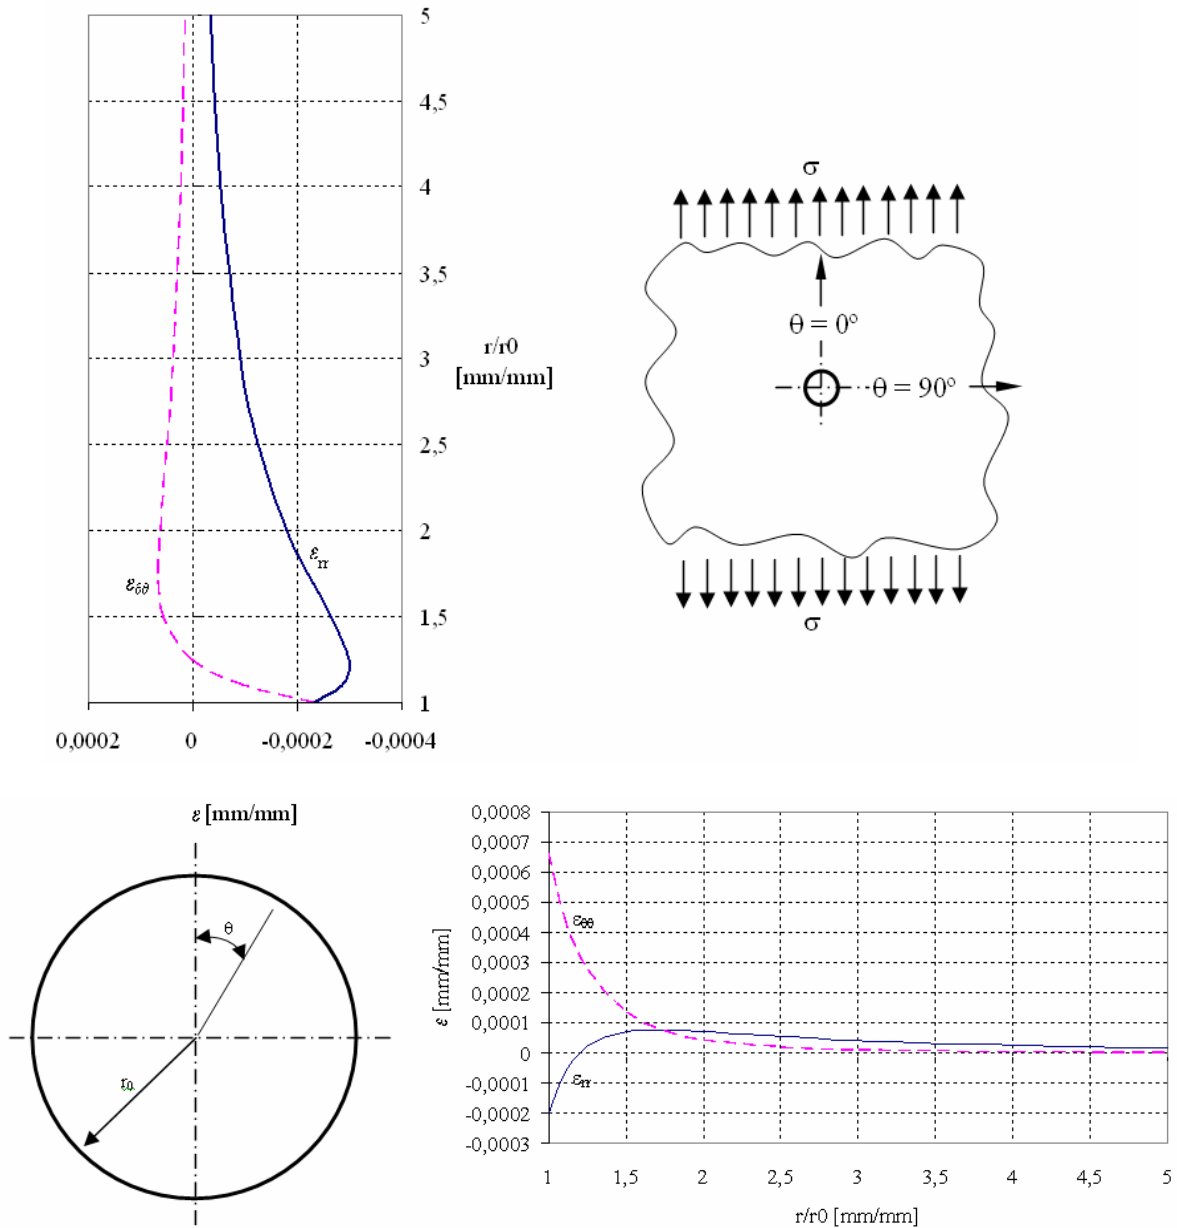 5
4,5
4
3,5
3
2,5
2
1,5
1
r/r0
[mm/mm]
εrr
εθθ
0,0002 0 -0,0002 -0,0004
ε [mm/mm]
σ
θ = 0º
θ = 90º
σ
θ
r0
0,0008
0,0007
0,0006
0,0005
0,0004
0,0003
0,0002
0,0001
0
-0,0001
-0,0002
-0,0003
ε [mm/mm]
εθθ
εrr
1 1,5 2 2,5 3 3,5 4 4,5 5
r/r0 [mm/mm]